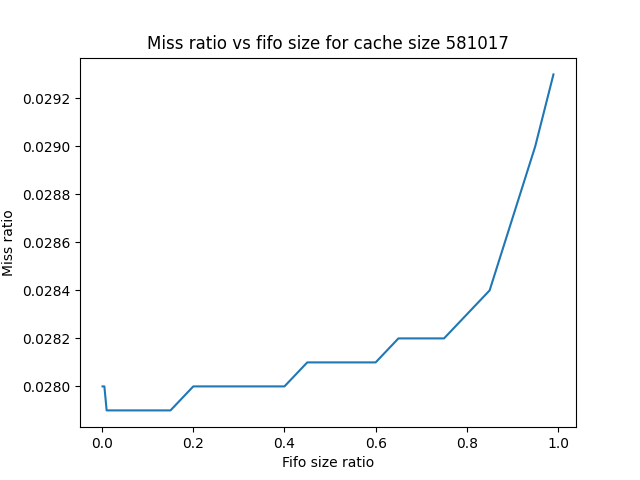 Miss ratio vs fifo size for cache size 581017
0.0292
0.0290
0.0288
0.0286
0.0284
0.0282
0.0280
Miss ratio
0.0 0.2 0.4 0.6 0.8 1.0
Fifo size ratio